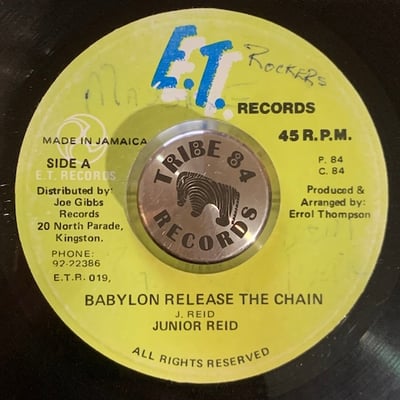 E.T.
Rockers
RECORDS
MADE IN JAMAICA
45 R.P.M.
SIDE A
E.T. RECORDS
P. 84
C. 84
Distributed by:
Joe Gibbs
Records
20 North Parade,
Kingston.
Produced &
Arranged by:
Errol Thompson
TRIBE 84
RECORDS
PHONE:
92-22386
E.T.R. 019,
BABYLON RELEASE THE CHAIN
J. REID
JUNIOR REID
ALL RIGHTS RESERVED